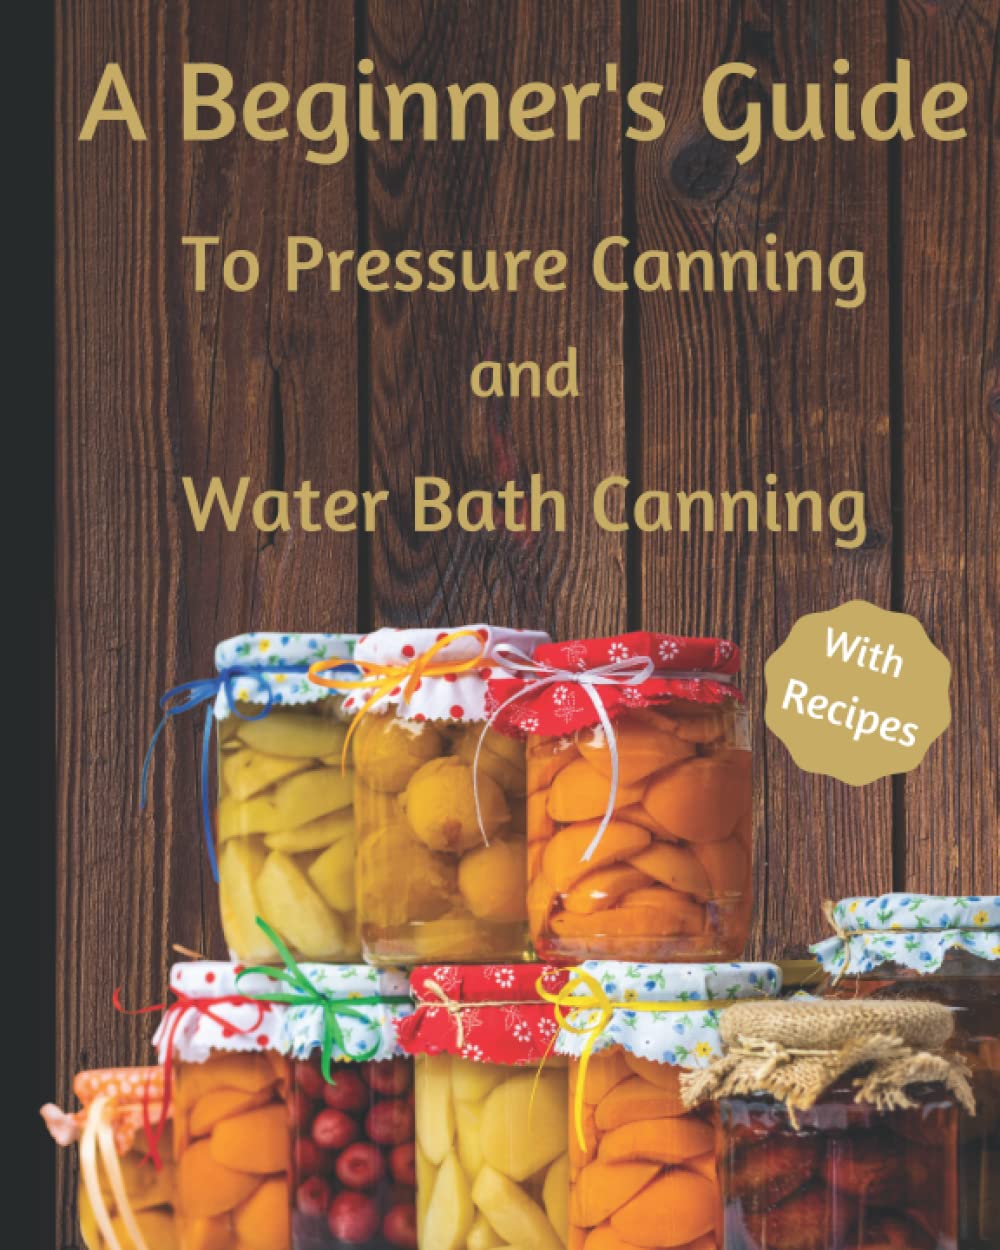 A Beginner's Guide
To Pressure Canning
and
Water Bath Canning
With
Recipes